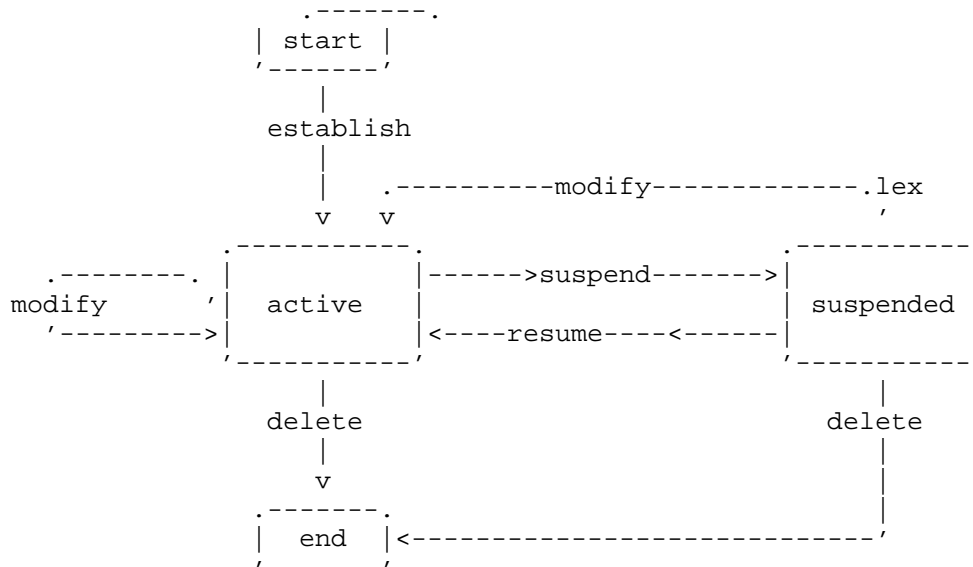 start
establish
modify lex
suspend
modify active suspended
resume
delete delete
end